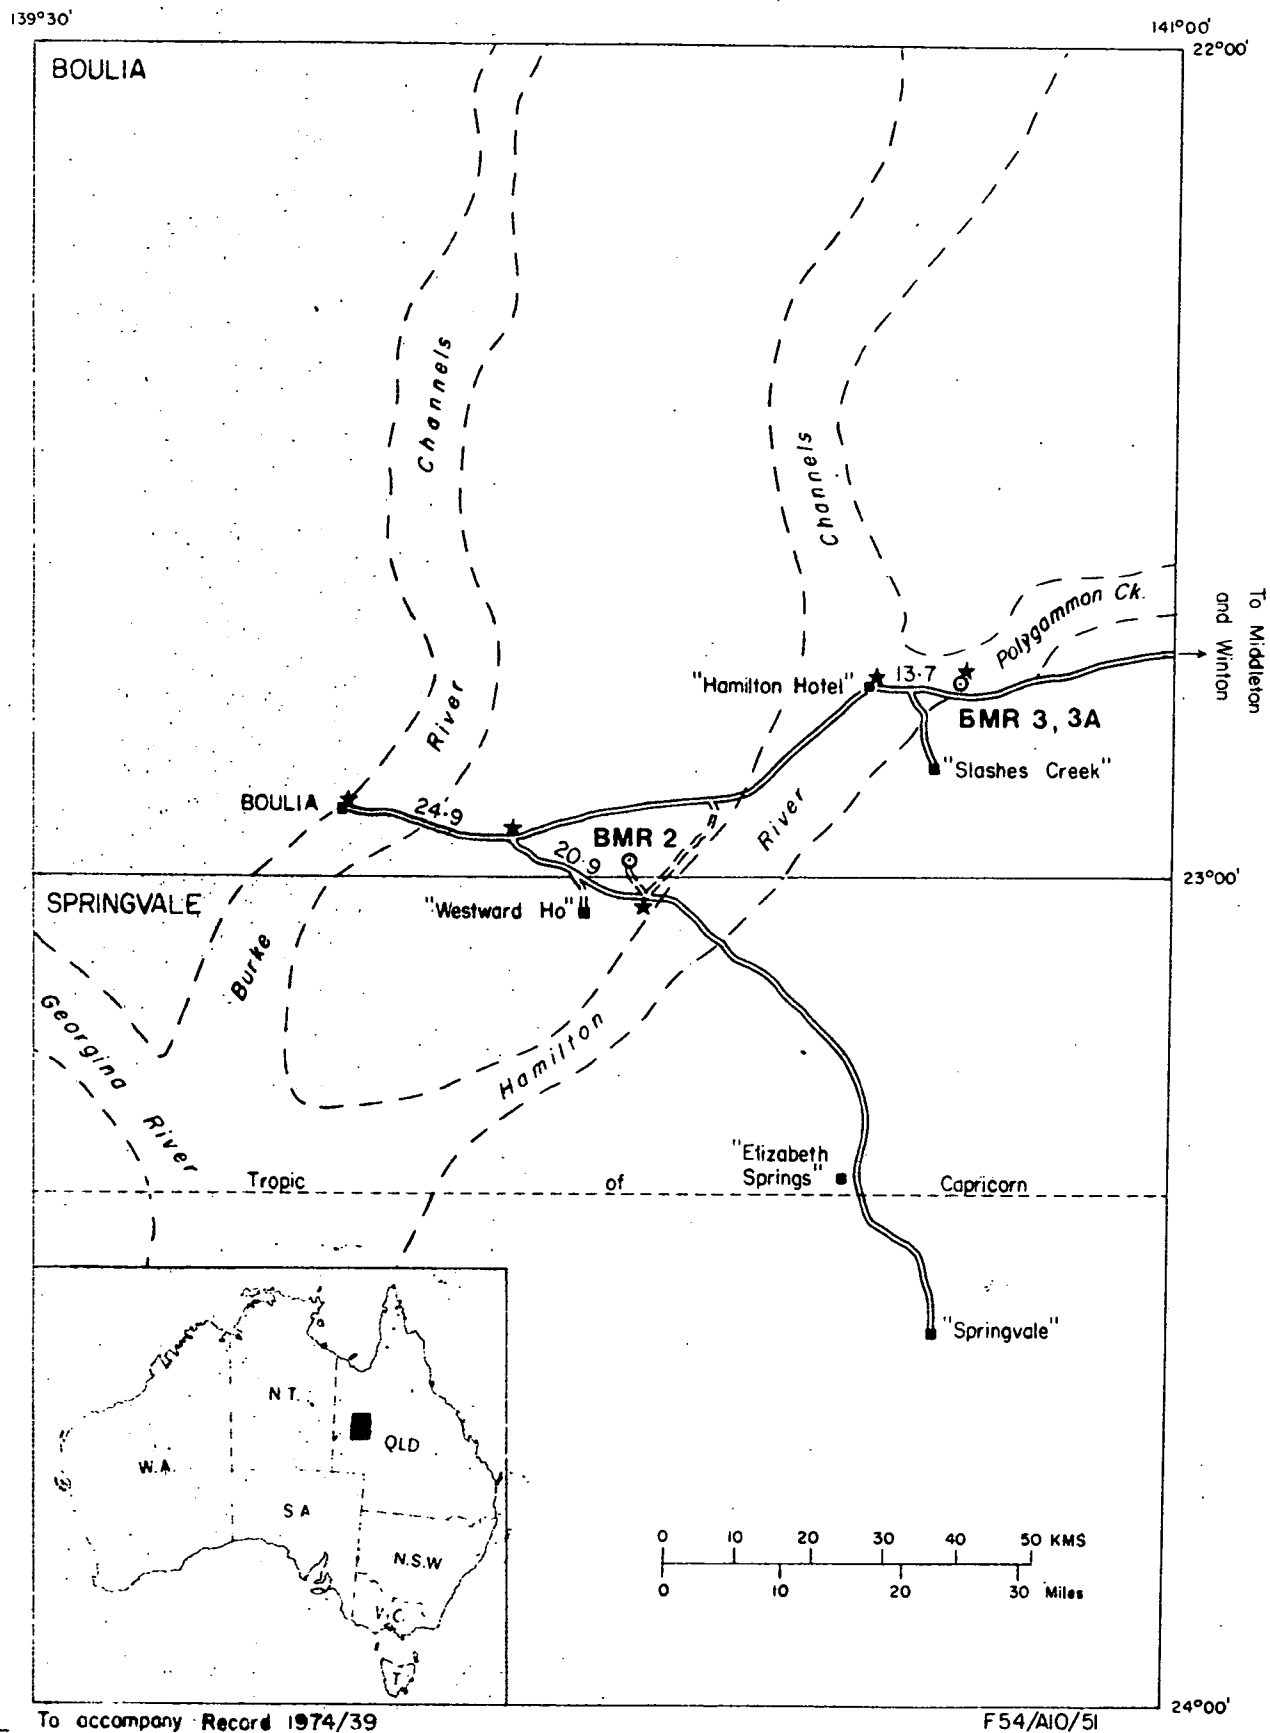 139°30'
141°00'
22°00'
BOULIA
Channels
Channels
Polygammon Ck.
To Middleton
and Winton
"Hamilton Hotel"
13·7
BMR 3, 3A
River
"Slashes Creek"
BOULIA
24·9
River
BMR 2
20·9
23°00'
SPRINGVALE
"Westward Ho"
Burke
Georgina
River
Hamilton
"Elizabeth
Springs"
Tropic of Capricorn
"Springvale"
N T.
QLD
W.A.
S A
N.S.W
VIC.
T
0 10 20 30 40 50 KMS
0 10 20 30 Miles
24°00'
To accompany Record 1974/39
F54/A10/51